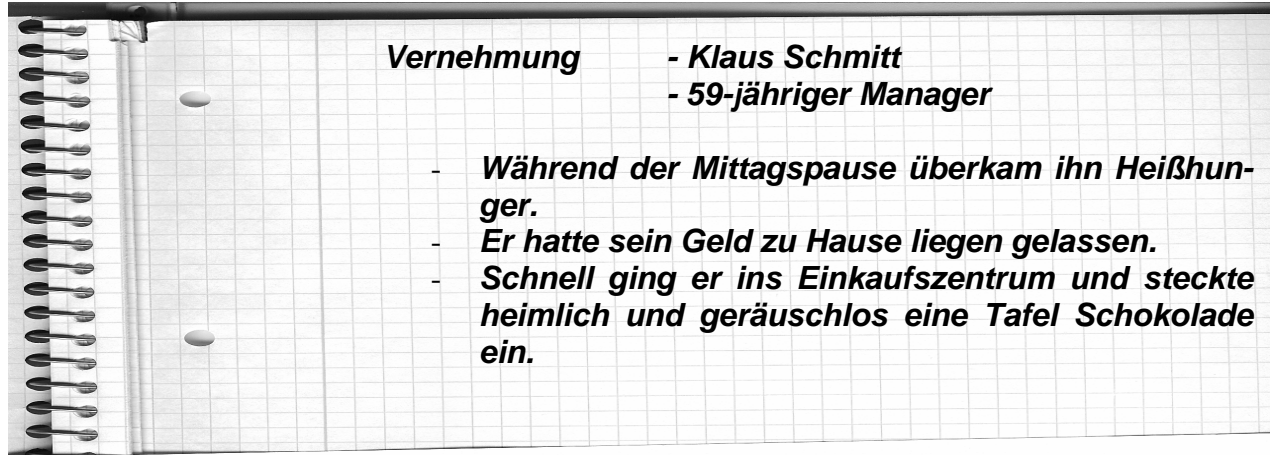 Vernehmung - Klaus Schmitt
- 59-jähriger Manager
- Während der Mittagspause überkam ihn Heißhun-
ger.
- Er hatte sein Geld zu Hause liegen gelassen.
- Schnell ging er ins Einkaufszentrum und steckte
heimlich und geräuschlos eine Tafel Schokolade
ein.